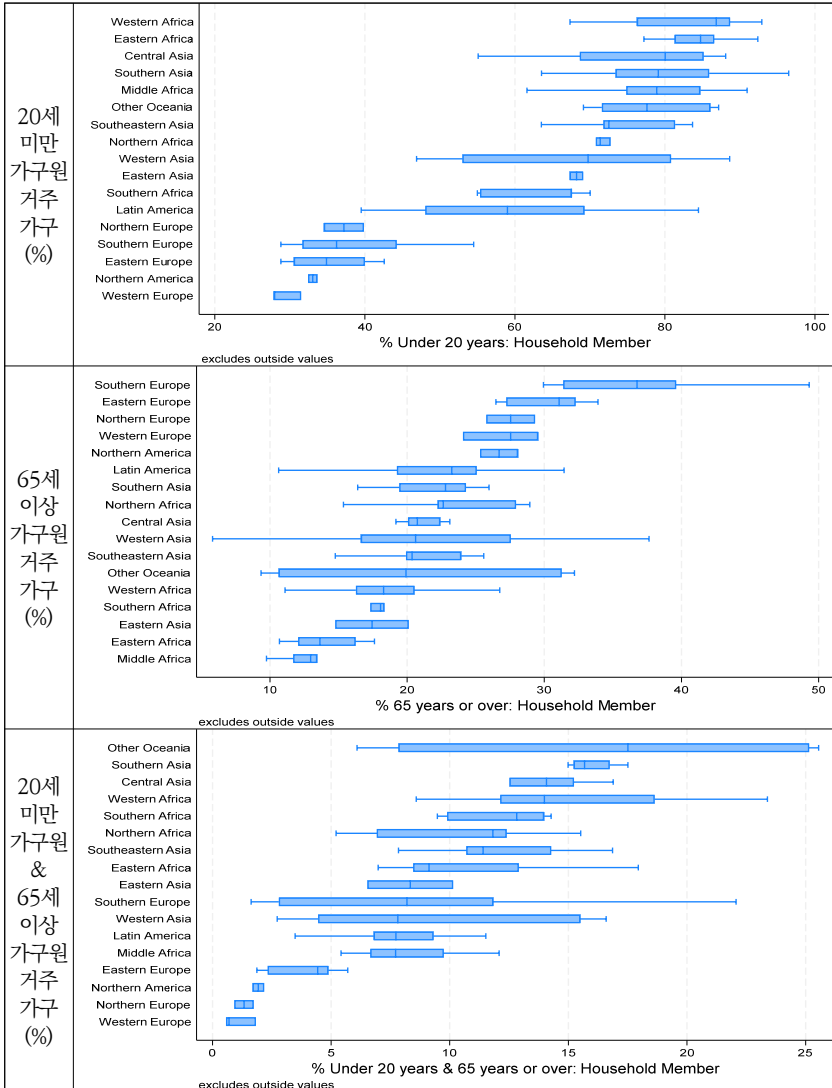 20세
미만
가구원
거주
가구
(%)
Western Africa
Eastern Africa
Central Asia
Southern Asia
Middle Africa
Other Oceania
Southeastern Asia
Northern Africa
Western Asia
Eastern Asia
Southern Africa
Latin America
Northern Europe
Southern Europe
Eastern Europe
Northern America
Western Europe
20 40 60 80 100
% Under 20 years: Household Member
excludes outside values
65세
이상
가구원
거주
가구
(%)
Southern Europe
Eastern Europe
Northern Europe
Western Europe
Northern America
Latin America
Southern Asia
Northern Africa
Central Asia
Western Asia
Southeastern Asia
Other Oceania
Western Africa
Southern Africa
Eastern Asia
Eastern Africa
Middle Africa
10 20 30 40 50
% 65 years or over: Household Member
excludes outside values
20세
미만
가구원
&
65세
이상
가구원
거주
가구
(%)
Other Oceania
Southern Asia
Central Asia
Western Africa
Southern Africa
Northern Africa
Southeastern Asia
Eastern Africa
Eastern Asia
Southern Europe
Western Asia
Latin America
Middle Africa
Eastern Europe
Northern America
Northern Europe
Western Europe
0 5 10 15 20 25
% Under 20 years & 65 years or over: Household Member
excludes outside values